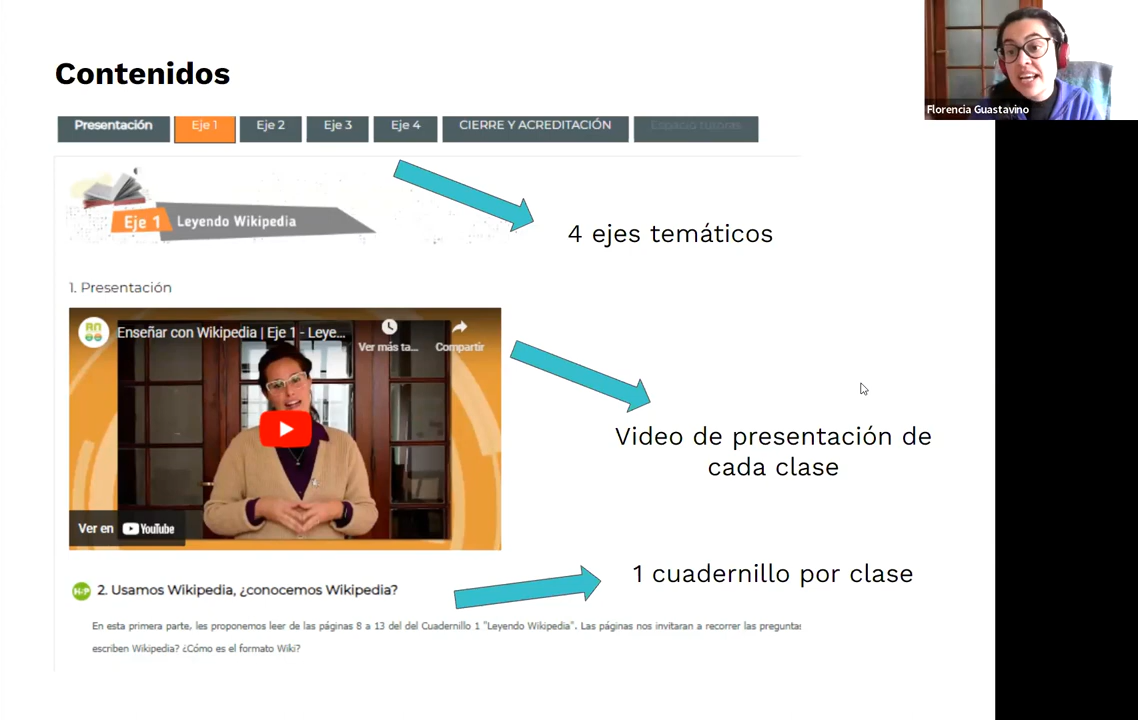 Florencia Guastavino
Contenidos
Presentación
Eje 1
Eje 2
Eje 3
Eje 4
CIERRE Y ACREDITACIÓN
Espacio tutoras
Eje 1
Leyendo Wikipedia
4 ejes temáticos
1. Presentación
Enseñar con Wikipedia | Eje 1 - Leye...
Ver más ta...
Compartir
Ver en YouTube
Video de presentación de
cada clase
H-P 2. Usamos Wikipedia, ¿conocemos Wikipedia?
1 cuadernillo por clase
En esta primera parte, les proponemos leer de las páginas 8 a 13 del del Cuadernillo 1 "Leyendo Wikipedia". Las páginas nos invitaran a recorrer las preguntas
escriben Wikipedia? ¿Cómo es el formato Wiki?